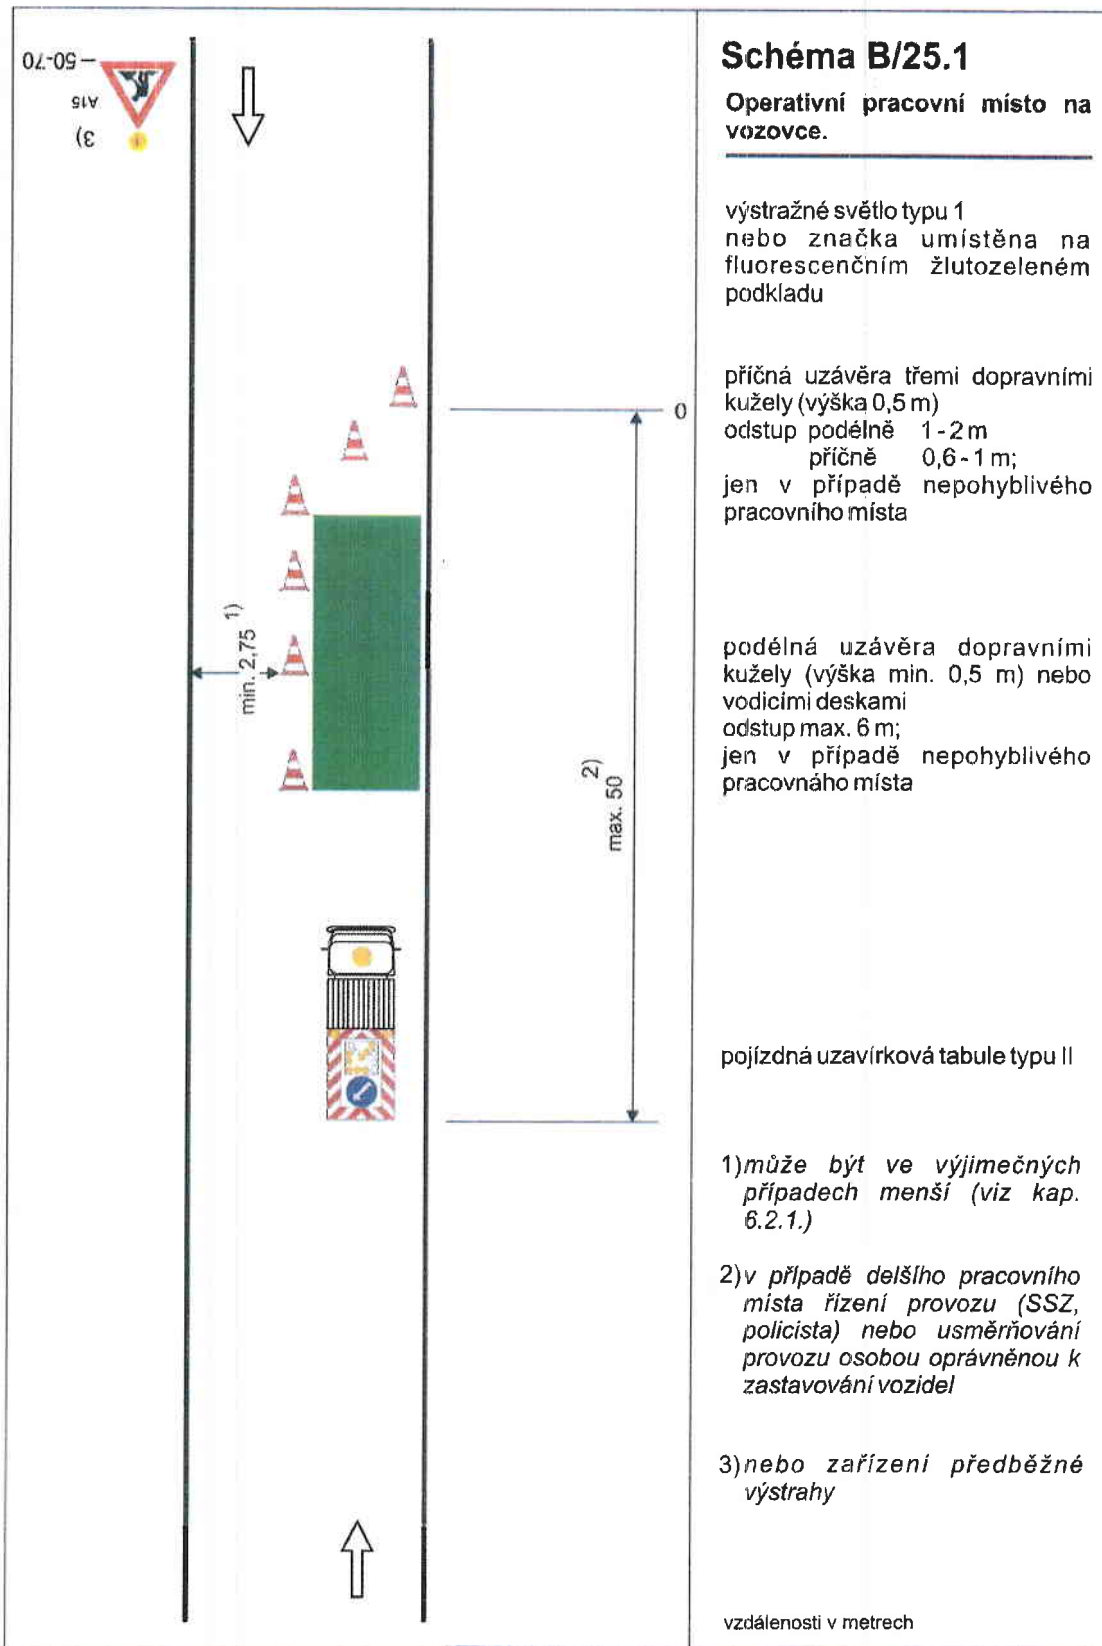 50-70
A15
3)
0
min. 2,75 1)
max. 50 2)
Schéma B/25.1
Operativní pracovní místo na
vozovce.
výstražné světlo typu 1
nebo značka umístěna na
fluorescenčním žlutozeleném
podkladu
příčná uzávěra třemi dopravními
kužely (výška 0,5 m)
odstup podélně 1-2 m
příčně 0,6-1 m;
jen v případě nepohyblivého
pracovního místa
podélná uzávěra dopravními
kužely (výška min. 0,5 m) nebo
vodicími deskami
odstup max. 6 m;
jen v případě nepohyblivého
pracovnáho místa
pojízdná uzavírková tabule typu II
1) může být ve výjimečných
případech menší (viz kap.
6.2.1.)
2) v případě delšího pracovního
místa řízení provozu (SSZ,
policista) nebo usměrňování
provozu osobou oprávněnou k
zastavování vozidel
3) nebo zařízení předběžné
výstrahy
vzdálenosti v metrech